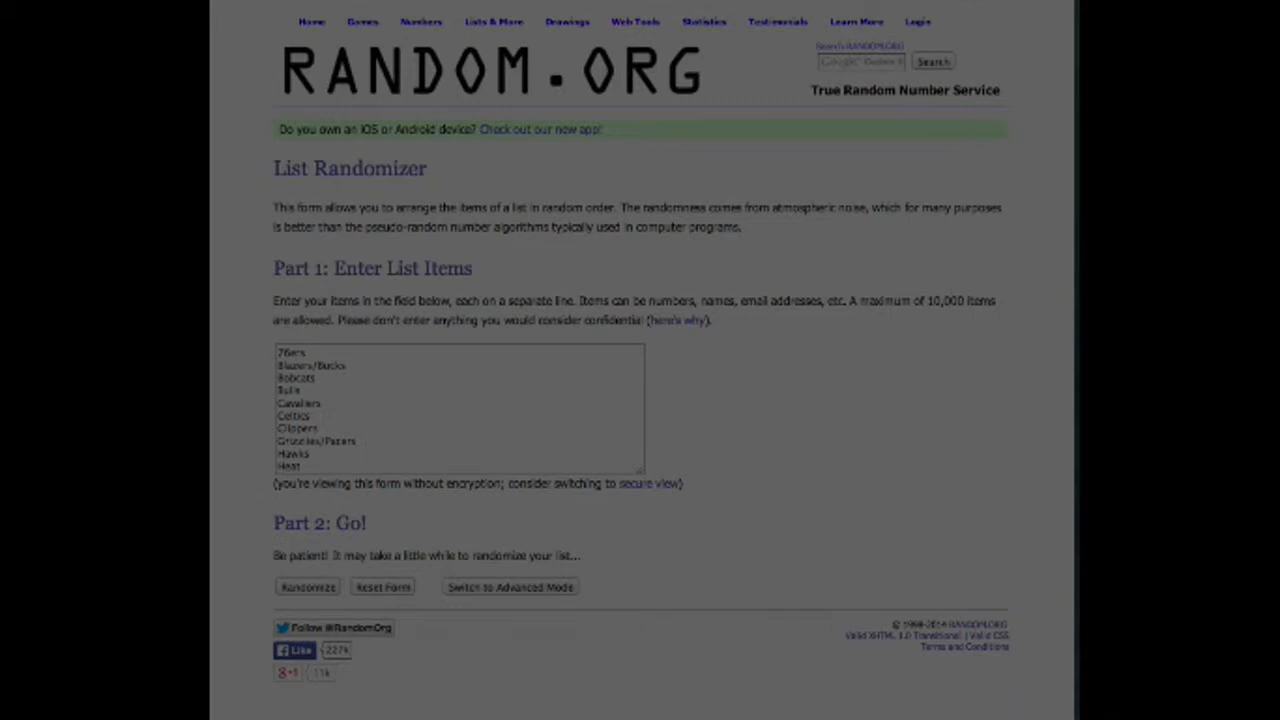 Home Games Numbers Lists & More Drawings Web Tools Statistics Testimonials Learn More Login
RANDOM.ORG
Search RANDOM.ORG
Google Custom Search
True Random Number Service
Do you own an iOS or Android device? Check out our new app!
List Randomizer
This form allows you to arrange the items of a list in random order. The randomness comes from atmospheric noise, which for many purposes
is better than the pseudo-random number algorithms typically used in computer programs.
Part 1: Enter List Items
Enter your items in the field below, each on a separate line. Items can be numbers, names, email addresses, etc. A maximum of 10,000 items
are allowed. Please don't enter anything you would consider confidential (here's why).
76ers
Blazers/Bucks
Bobcats
Bulls
Cavaliers
Celtics
Clippers
Grizzlies/Pacers
Hawks
Heat
(you're viewing this form without encryption; consider switching to secure view)
Part 2: Go!
Be patient! It may take a little while to randomize your list...
Randomize Reset Form Switch to Advanced Mode
Follow @RandomOrg
Like 227k
g+1 11k
© 1998-2014 RANDOM.ORG
Valid XHTML 1.0 Transitional | Valid CSS
Terms and Conditions